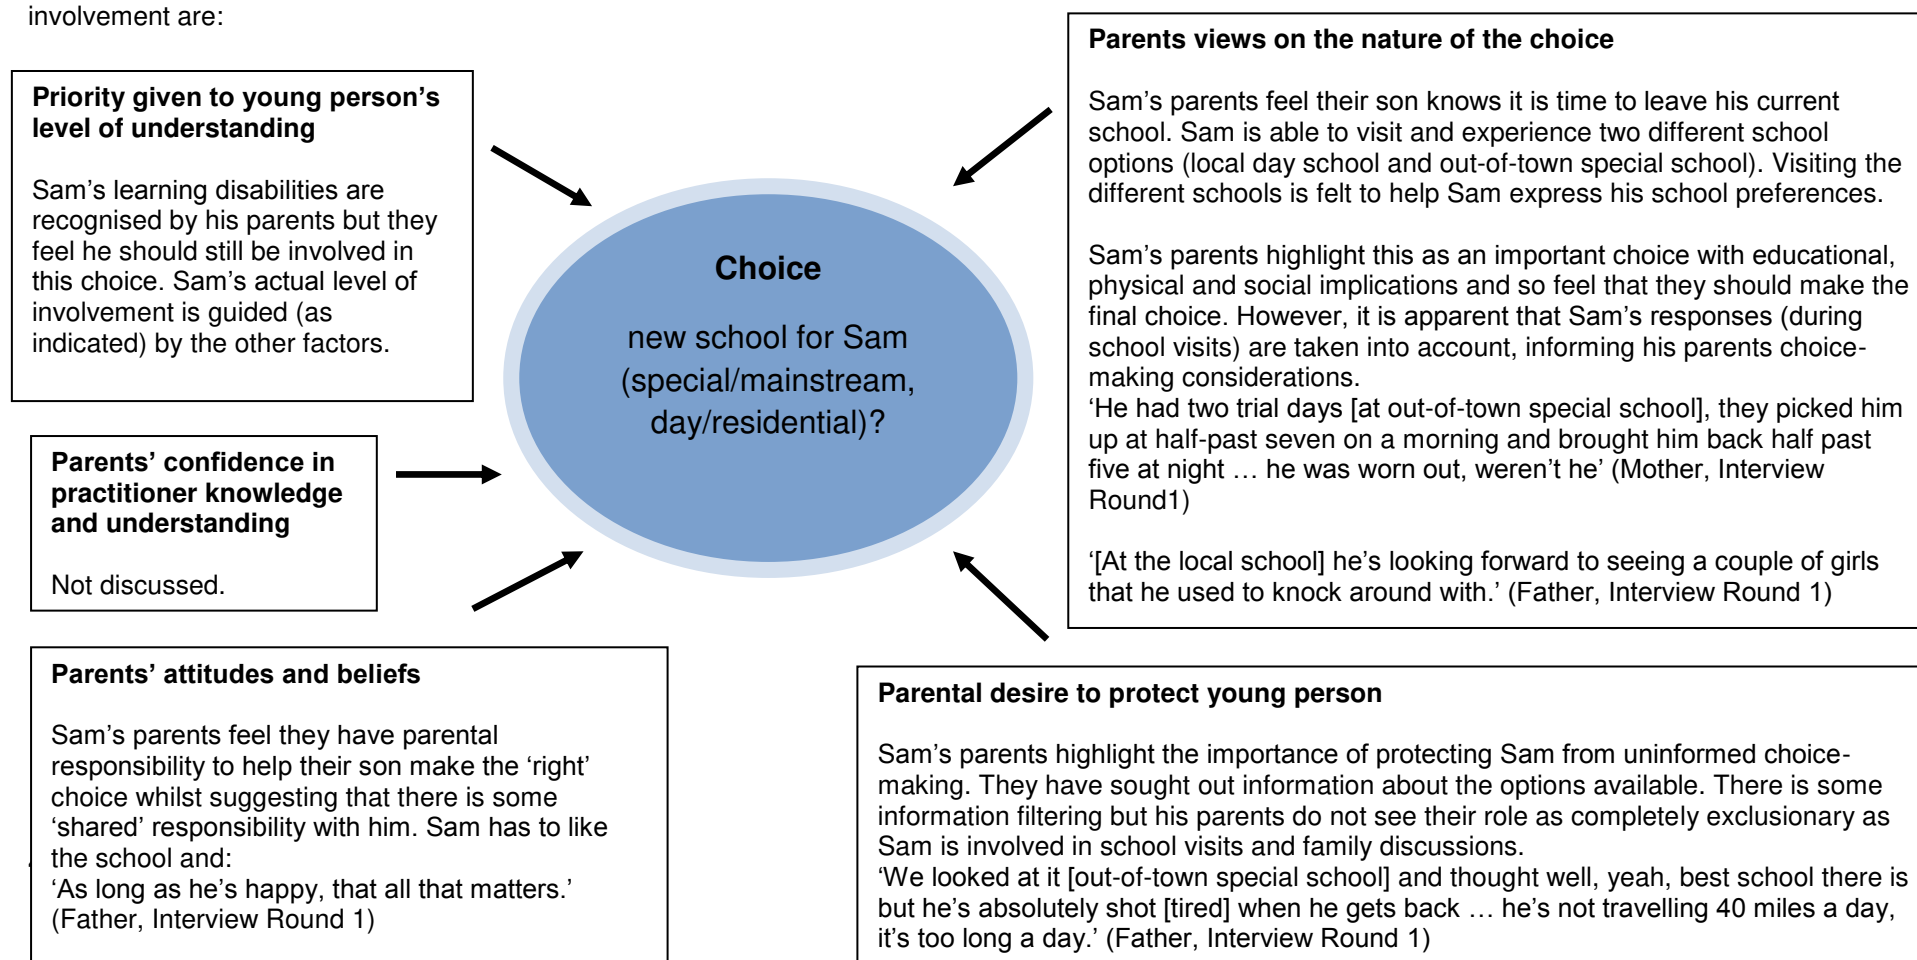 involvement are:
Priority given to young person’s
level of understanding
Sam’s learning disabilities are
recognised by his parents but they
feel he should still be involved in
this choice. Sam’s actual level of
involvement is guided (as
indicated) by the other factors.
Parents’ confidence in
practitioner knowledge
and understanding
Not discussed.
Parents’ attitudes and beliefs
Sam’s parents feel they have parental
responsibility to help their son make the ‘right’
choice whilst suggesting that there is some
‘shared’ responsibility with him. Sam has to like
the school and:
‘As long as he’s happy, that all that matters.’
(Father, Interview Round 1)
Choice
new school for Sam
(special/mainstream,
day/residential)?
Parents views on the nature of the choice
Sam’s parents feel their son knows it is time to leave his current
school. Sam is able to visit and experience two different school
options (local day school and out-of-town special school). Visiting the
different schools is felt to help Sam express his school preferences.
Sam’s parents highlight this as an important choice with educational,
physical and social implications and so feel that they should make the
final choice. However, it is apparent that Sam’s responses (during
school visits) are taken into account, informing his parents choice-
making considerations.
‘He had two trial days [at out-of-town special school], they picked him
up at half-past seven on a morning and brought him back half past
five at night … he was worn out, weren’t he’ (Mother, Interview
Round1)
‘[At the local school] he’s looking forward to seeing a couple of girls
that he used to knock around with.’ (Father, Interview Round 1)
Parental desire to protect young person
Sam’s parents highlight the importance of protecting Sam from uninformed choice-
making. They have sought out information about the options available. There is some
information filtering but his parents do not see their role as completely exclusionary as
Sam is involved in school visits and family discussions.
‘We looked at it [out-of-town special school] and thought well, yeah, best school there is
but he’s absolutely shot [tired] when he gets back … he’s not travelling 40 miles a day,
it’s too long a day.’ (Father, Interview Round 1)